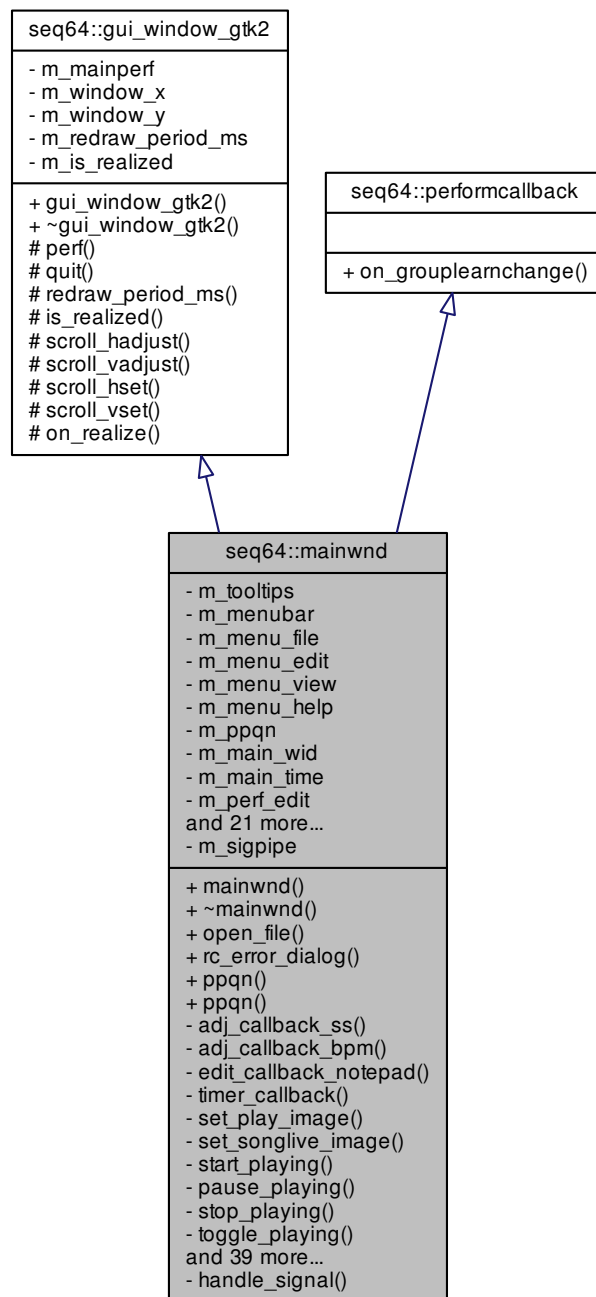 seq64::gui_window_gtk2
- m_mainperf
- m_window_x
- m_window_y
- m_redraw_period_ms
- m_is_realized
+ gui_window_gtk2()
+ ~gui_window_gtk2()
# perf()
# quit()
# redraw_period_ms()
# is_realized()
# scroll_hadjust()
# scroll_vadjust()
# scroll_hset()
# scroll_vset()
# on_realize()
seq64::performcallback
+ on_grouplearnchange()
seq64::mainwnd
- m_tooltips
- m_menubar
- m_menu_file
- m_menu_edit
- m_menu_view
- m_menu_help
- m_ppqn
- m_main_wid
- m_main_time
- m_perf_edit
and 21 more...
- m_sigpipe
+ mainwnd()
+ ~mainwnd()
+ open_file()
+ rc_error_dialog()
+ ppqn()
+ ppqn()
- adj_callback_ss()
- adj_callback_bpm()
- edit_callback_notepad()
- timer_callback()
- set_play_image()
- set_songlive_image()
- start_playing()
- pause_playing()
- stop_playing()
- toggle_playing()
and 39 more...
- handle_signal()